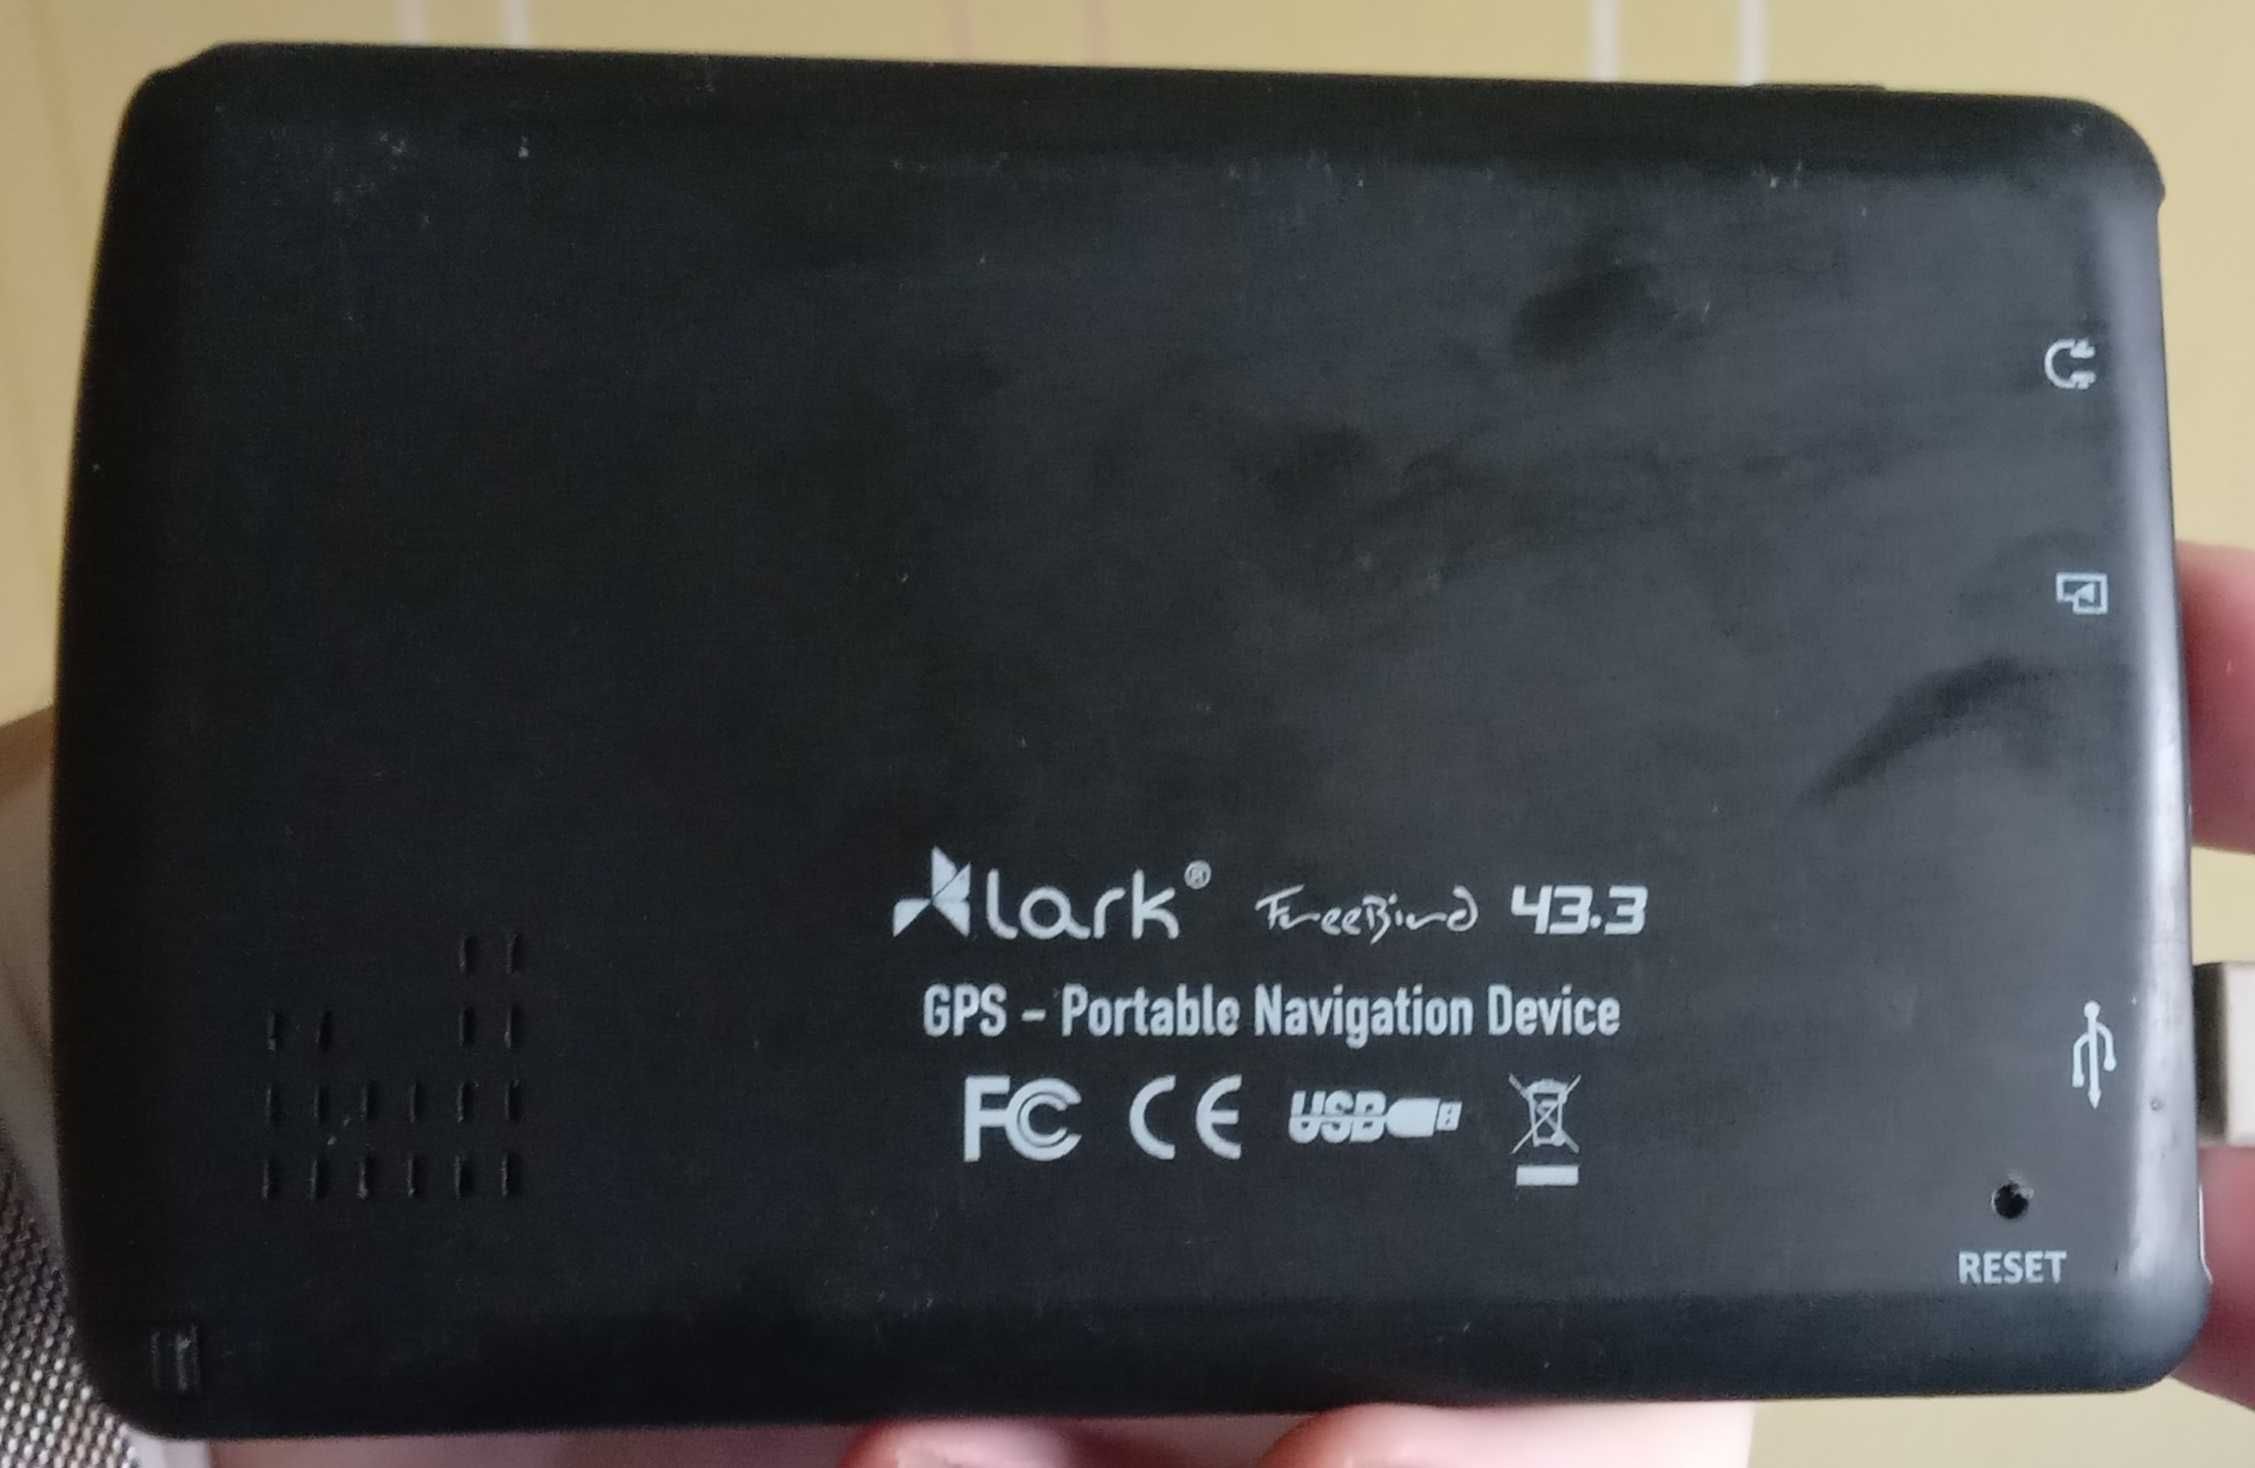 lark® FreeBird 43.3
GPS – Portable Navigation Device
FC CE USB
RESET